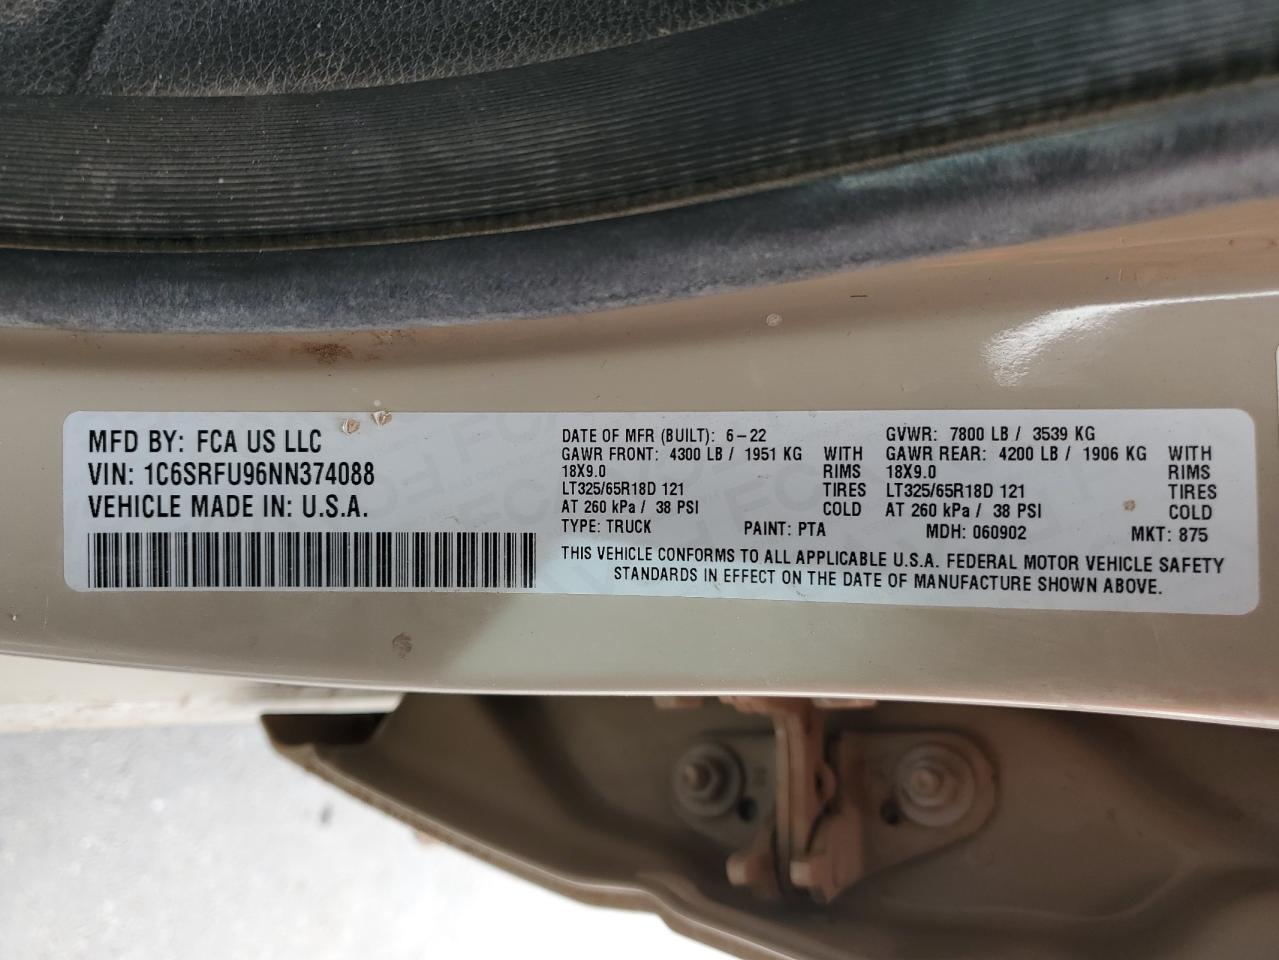 MFD BY: FCA US LLC
VIN: 1C6SRFU96NN374088
VEHICLE MADE IN: U.S.A.
DATE OF MFR (BUILT): 6-22 GVWR: 7800 LB / 3539 KG
GAWR FRONT: 4300 LB / 1951 KG WITH GAWR REAR: 4200 LB / 1906 KG WITH
18X9.0 RIMS 18X9.0 RIMS
LT325/65R18D 121 TIRES LT325/65R18D 121 TIRES
AT 260 kPa / 38 PSI COLD AT 260 kPa / 38 PSI COLD
TYPE: TRUCK PAINT: PTA MDH: 060902 MKT: 875
THIS VEHICLE CONFORMS TO ALL APPLICABLE U.S.A. FEDERAL MOTOR VEHICLE SAFETY
STANDARDS IN EFFECT ON THE DATE OF MANUFACTURE SHOWN ABOVE.